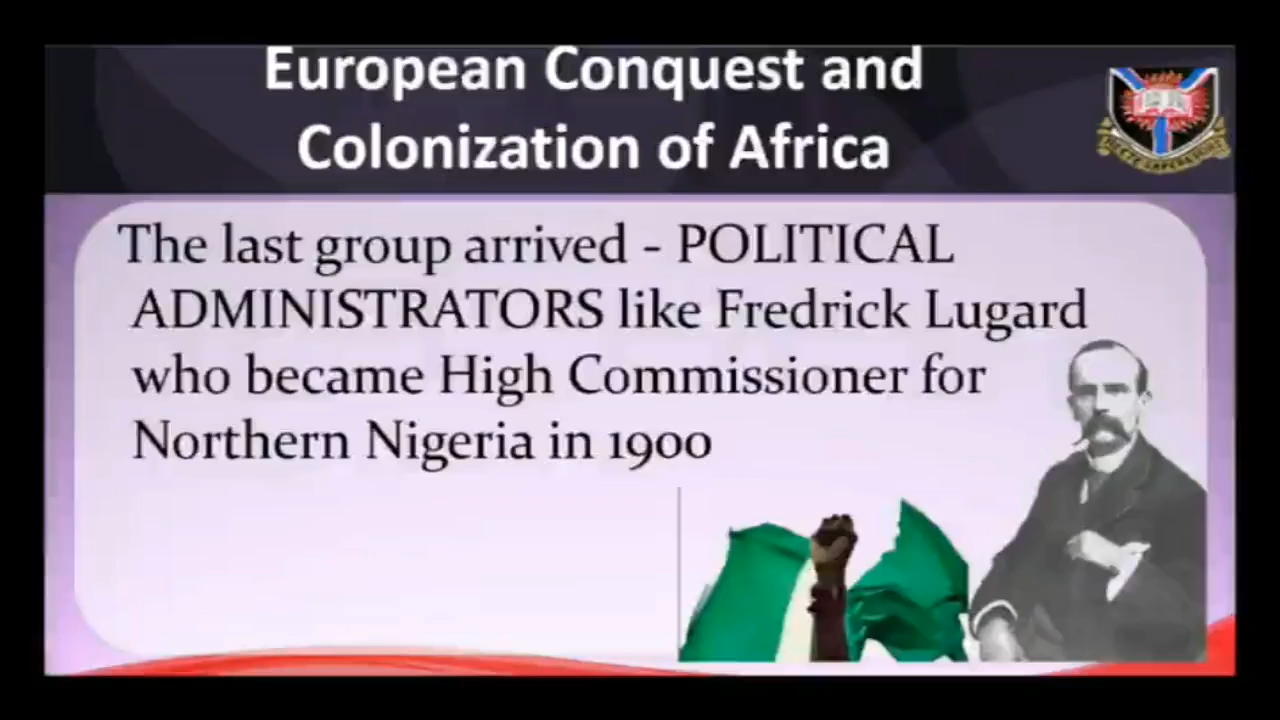 European Conquest and
Colonization of Africa
The last group arrived - POLITICAL
ADMINISTRATORS like Fredrick Lugard
who became High Commissioner for
Northern Nigeria in 1900